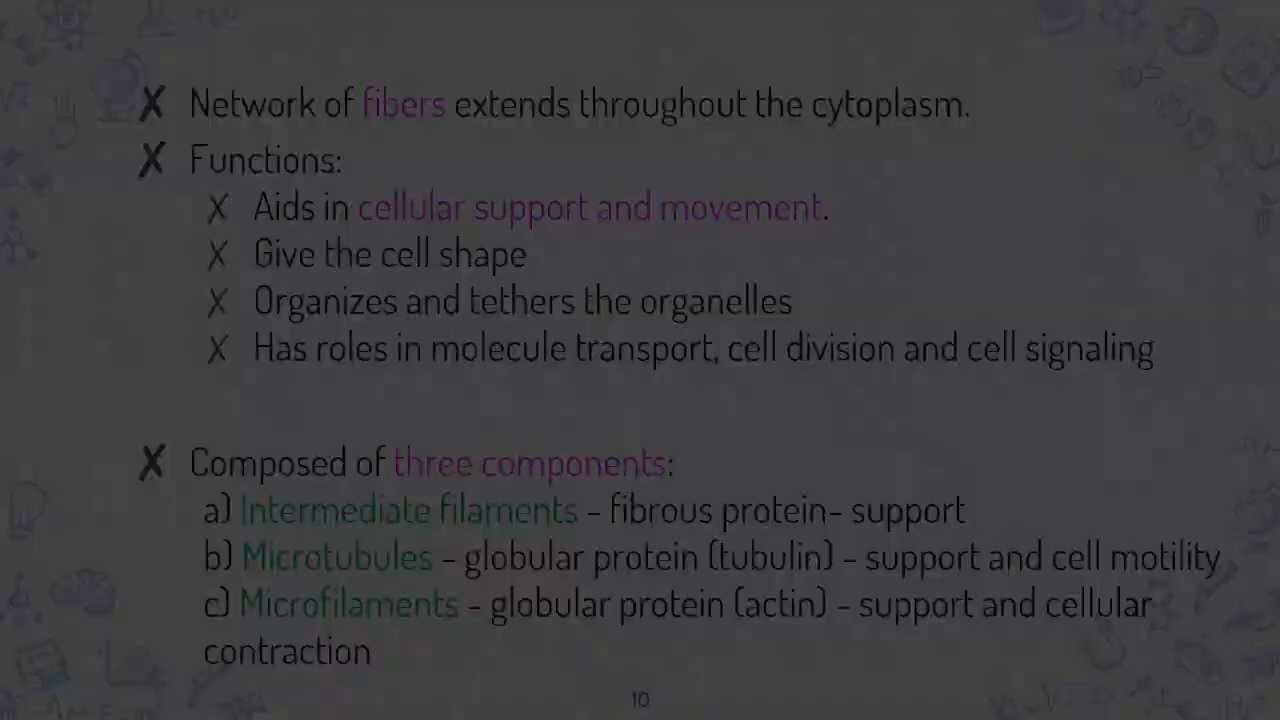 ✗ Network of fibers extends throughout the cytoplasm.
✗ Functions:
✗ Aids in cellular support and movement.
✗ Give the cell shape
✗ Organizes and tethers the organelles
✗ Has roles in molecule transport, cell division and cell signaling
✗ Composed of three components:
a) Intermediate filaments – fibrous protein- support
b) Microtubules – globular protein (tubulin) – support and cell motility
c) Microfilaments – globular protein (actin) – support and cellular
contraction
10